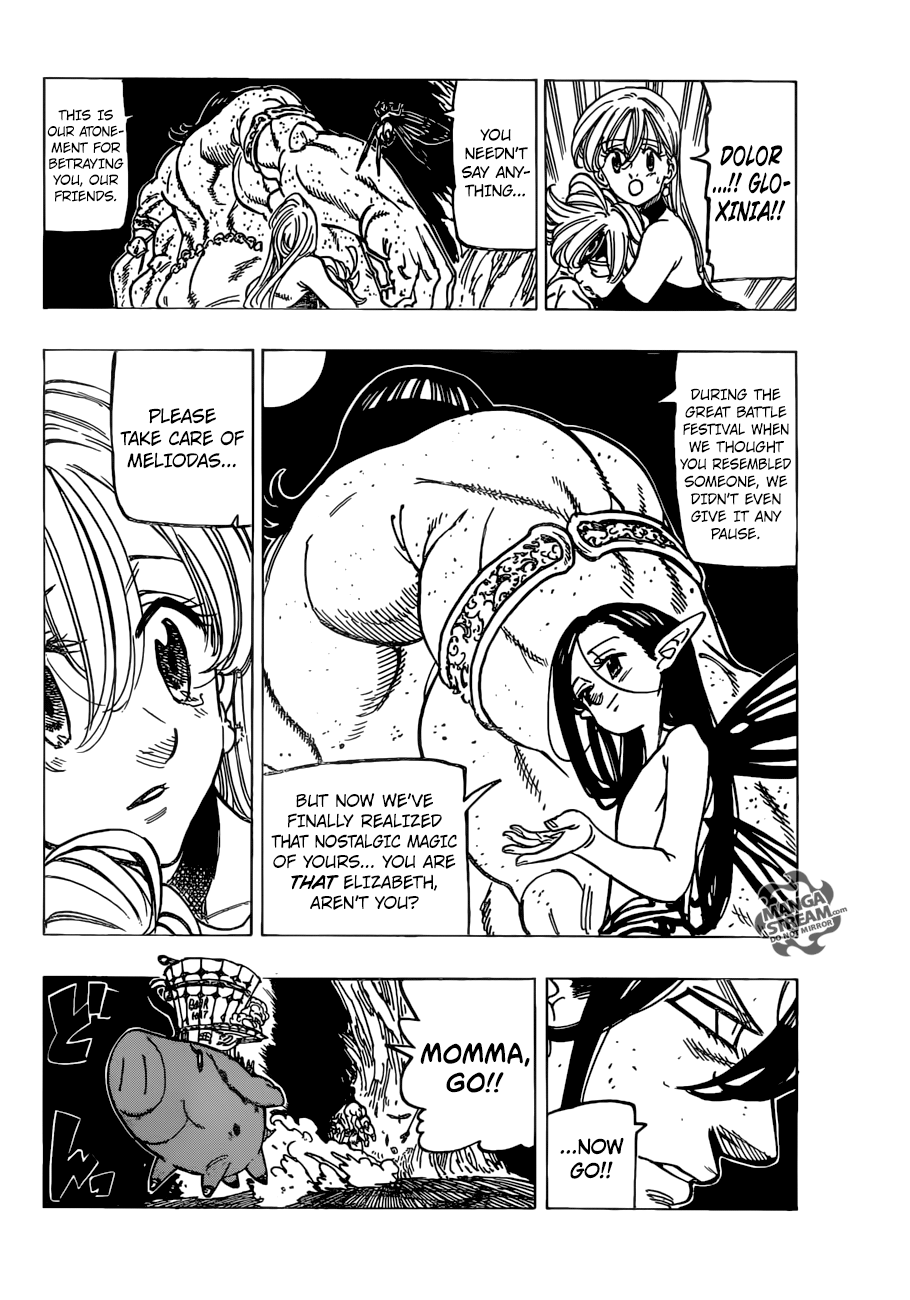 DOLOR
...!! GLO-
XINIA!!
YOU
NEEDN'T
SAY ANY-
THING...
THIS IS
OUR ATONE-
MENT FOR
BETRAYING
YOU, OUR
FRIENDS.
DURING THE
GREAT BATTLE
FESTIVAL WHEN
WE THOUGHT
YOU RESEMBLED
SOMEONE, WE
DIDN'T EVEN
GIVE IT ANY
PAUSE.
BUT NOW WE'VE
FINALLY REALIZED
THAT NOSTALGIC MAGIC
OF YOURS... YOU ARE
THAT ELIZABETH,
AREN'T YOU?
PLEASE
TAKE CARE OF
MELIODAS...
MANGA
STREAM.com
DO NOT MIRROR
...NOW
GO!!
MOMMA,
GO!!